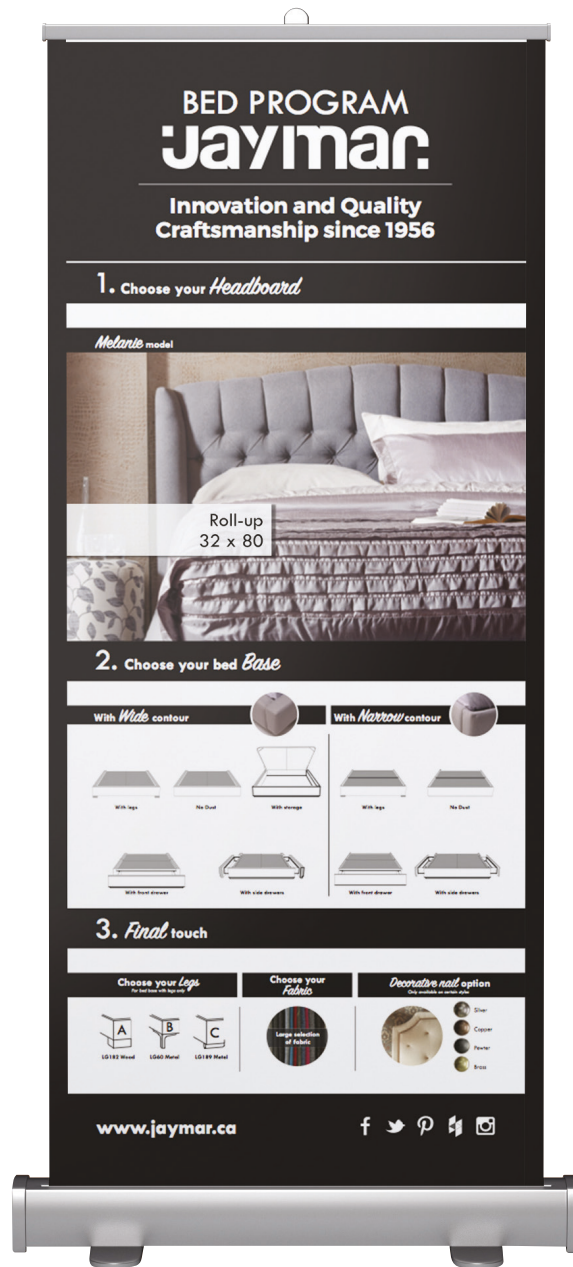 BED PROGRAM
Jaymar
Innovation and Quality
Craftsmanship since 1956
1. Choose your Headboard
Melanie model
Roll-up
32 x 80
2. Choose your bed Base
With Wide contour
With Narrow contour
With legs
No Dust
With storage
With legs
No Dust
With front drawer
With side drawers
With front drawer
With side drawers
3. Final touch
Choose your Legs
For bed base with legs only
Choose your
Fabric
Decorative nail option
Only available on certain styles
A
B
C
LG182 Wood
LG60 Metal
LG189 Metal
Large selection
of Fabric
Silver
Copper
Pewter
Brass
www.jaymar.ca